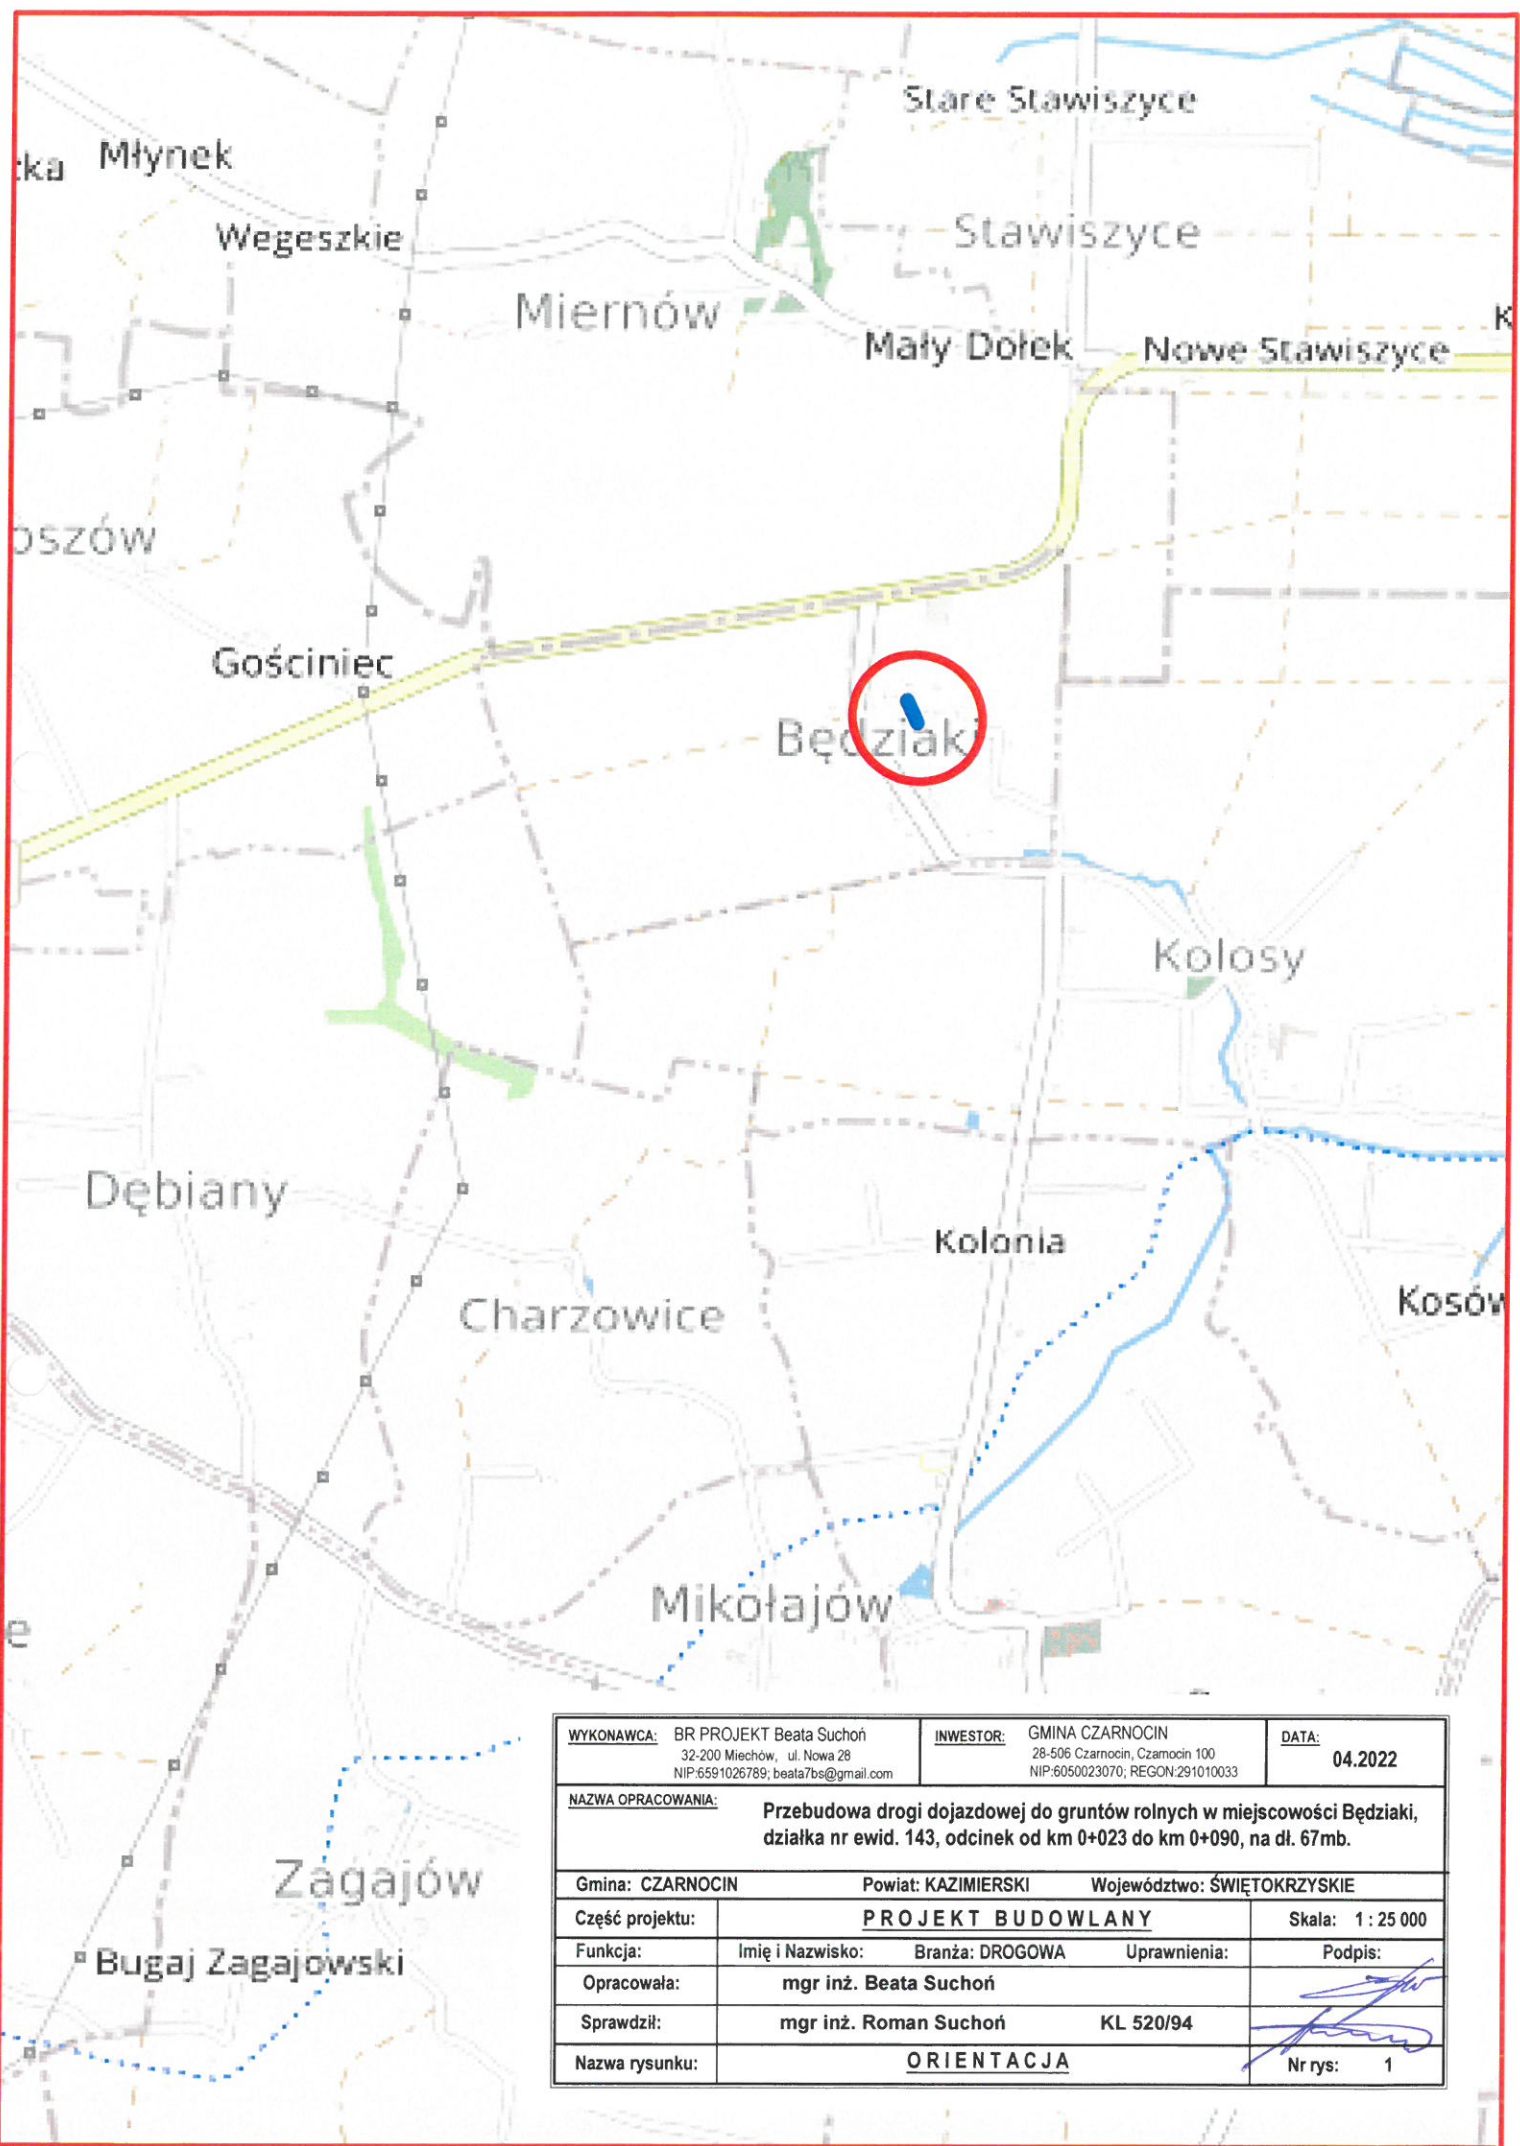 Stare Stawiszyce
Młynek
Wegeszkie
Stawiszyce
Miernów
Mały Dołek
Nowe Stawiszyce
Gościniec
Będziaki
Kolosy
Dębiany
Kolonia
Charzowice
Kosów
Mikołajów
Zagajów
Bugaj Zagajowski
WYKONAWCA: BR PROJEKT Beata Suchoń
32-200 Miechów, ul. Nowa 28
NIP:6591026789; beata7bs@gmail.com
INWESTOR: GMINA CZARNOCIN
28-506 Czarnocin, Czarnocin 100
NIP:6050023070; REGON:291010033
DATA:
04.2022
NAZWA OPRACOWANIA:
Przebudowa drogi dojazdowej do gruntów rolnych w miejscowości Będziaki,
działka nr ewid. 143, odcinek od km 0+023 do km 0+090, na dł. 67mb.
Gmina: CZARNOCIN Powiat: KAZIMIERSKI Województwo: ŚWIĘTOKRZYSKIE
Część projektu: PROJEKT BUDOWLANY Skala: 1 : 25 000
Funkcja: Imię i Nazwisko: Branża: DROGOWA Uprawnienia: Podpis:
Opracowała: mgr inż. Beata Suchoń
Sprawdził: mgr inż. Roman Suchoń KL 520/94
Nazwa rysunku: ORIENTACJA Nr rys: 1